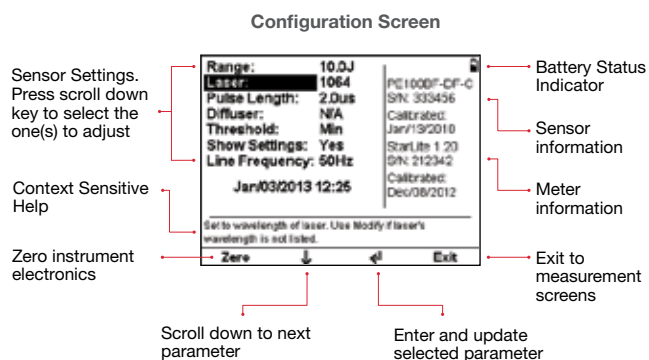 Configuration Screen
Sensor Settings.
Press scroll down
key to select the
one(s) to adjust
Context Sensitive
Help
Zero instrument
electronics
Range: 10.0J
Laser: 1064
Pulse Length: 2.0us
Diffuser: N/A
Threshold: Min
Show Settings: Yes
Line Frequency: 50Hz
Jan/03/2013 12:25
PE100BF-DF-C
S/N: 333456
Calibrated:
Jan/13/2010
StarLite 1.20
S/N: 212342
Calibrated:
Dec/08/2012
Set to wavelength of laser. Use Modify if laser's
wavelength is not listed.
Zero ↓ ↵ Exit
Battery Status
Indicator
Sensor
information
Meter
information
Exit to
measurement
screens
Scroll down to next
parameter
Enter and update
selected parameter